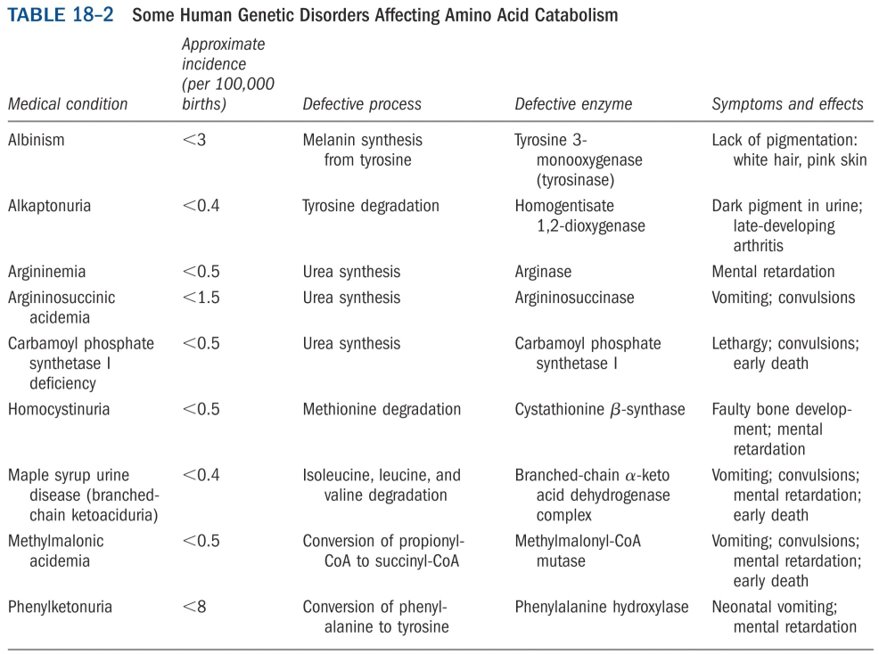 TABLE 18–2 Some Human Genetic Disorders Affecting Amino Acid Catabolism
Medical condition
Approximate
incidence
(per 100,000
births)
Defective process
Defective enzyme
Symptoms and effects
Albinism
<3
Melanin synthesis
from tyrosine
Tyrosine 3-
monooxygenase
(tyrosinase)
Lack of pigmentation:
white hair, pink skin
Alkaptonuria
<0.4
Tyrosine degradation
Homogentisate
1,2-dioxygenase
Dark pigment in urine;
late-developing
arthritis
Argininemia
<0.5
Urea synthesis
Arginase
Mental retardation
Argininosuccinic
acidemia
<1.5
Urea synthesis
Argininosuccinase
Vomiting; convulsions
Carbamoyl phosphate
synthetase I
deficiency
<0.5
Urea synthesis
Carbamoyl phosphate
synthetase I
Lethargy; convulsions;
early death
Homocystinuria
<0.5
Methionine degradation
Cystathionine β-synthase
Faulty bone develop-
ment; mental
retardation
Maple syrup urine
disease (branched-
chain ketoaciduria)
<0.4
Isoleucine, leucine, and
valine degradation
Branched-chain α-keto
acid dehydrogenase
complex
Vomiting; convulsions;
mental retardation;
early death
Methylmalonic
acidemia
<0.5
Conversion of propionyl-
CoA to succinyl-CoA
Methylmalonyl-CoA
mutase
Vomiting; convulsions;
mental retardation;
early death
Phenylketonuria
<8
Conversion of phenyl-
alanine to tyrosine
Phenylalanine hydroxylase
Neonatal vomiting;
mental retardation